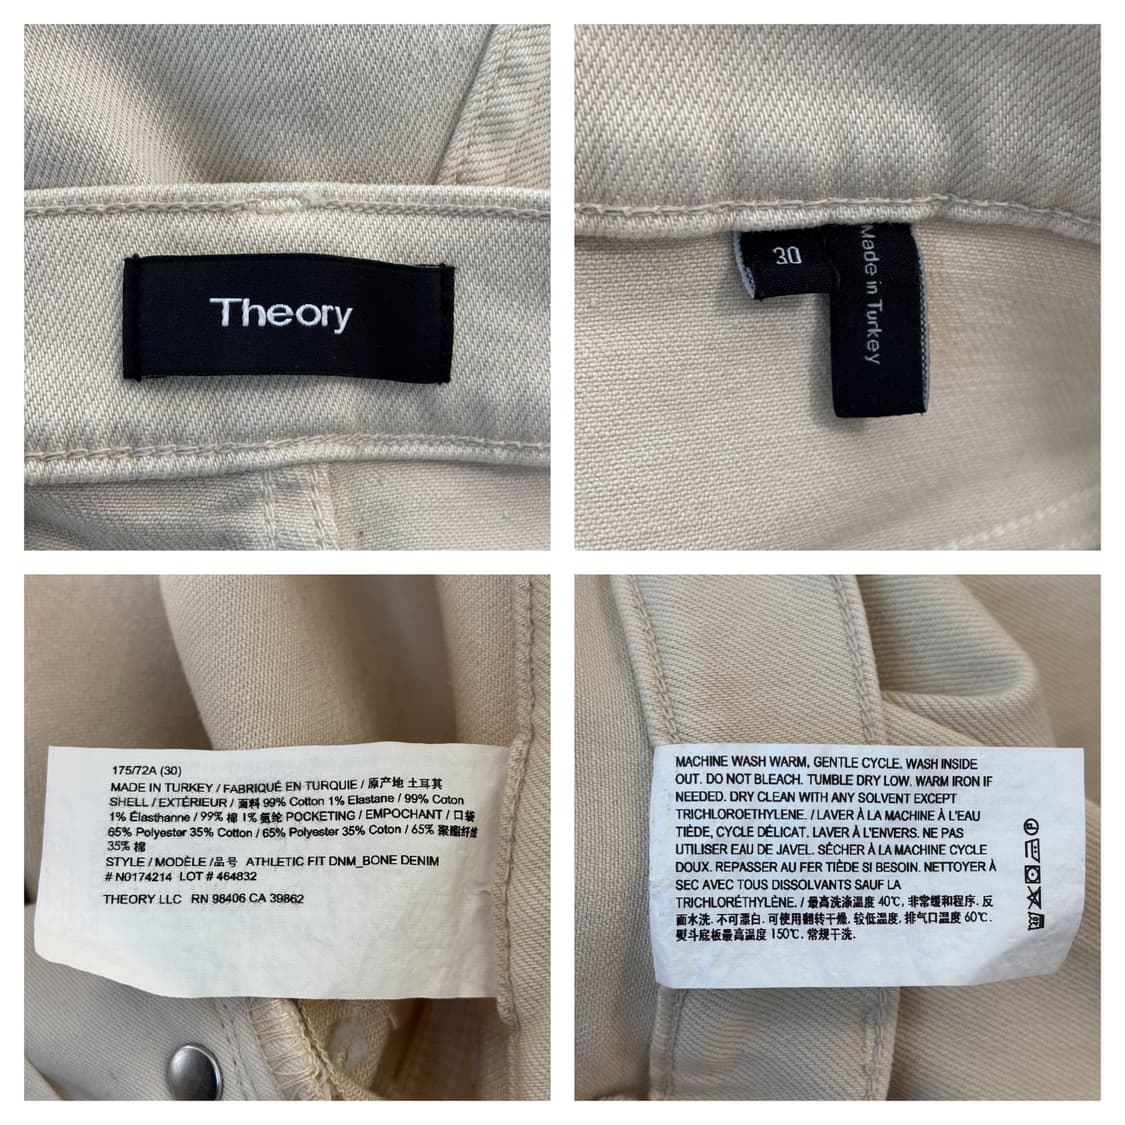 Theory
30
Made in Turkey
175/72A (30)
MADE IN TURKEY / FABRIQUÉ EN TURQUIE / 原产地 土耳其
SHELL / EXTÉRIEUR / 面料 99% Cotton 1% Elastane / 99% Coton
1% Élasthanne / 99% 棉 1% 氨纶 POCKETING / EMPOCHANT / 口袋
65% Polyester 35% Cotton / 65% Polyester 35% Coton / 65% 聚酯纤维
35% 棉
STYLE / MODÈLE /品号 ATHLETIC FIT DNM_BONE DENIM
# N0174214 LOT # 464832
THEORY LLC RN 98406 CA 39862
MACHINE WASH WARM, GENTLE CYCLE. WASH INSIDE
OUT. DO NOT BLEACH. TUMBLE DRY LOW. WARM IRON IF
NEEDED. DRY CLEAN WITH ANY SOLVENT EXCEPT
TRICHLOROETHYLENE. / LAVER À LA MACHINE À L'EAU
TIÈDE, CYCLE DÉLICAT. LAVER À L'ENVERS. NE PAS
UTILISER EAU DE JAVEL. SÉCHER À LA MACHINE CYCLE
DOUX. REPASSER AU FER TIÈDE SI BESOIN. NETTOYER À
SEC AVEC TOUS DISSOLVANTS SAUF LA
TRICHLORÉTHYLÈNE. / 最高洗涤温度 40℃, 非常缓和程序. 反
面水洗. 不可漂白. 可使用翻转干燥. 较低温度, 排气口温度 60℃.
熨斗底板最高温度 150℃. 常规干洗.